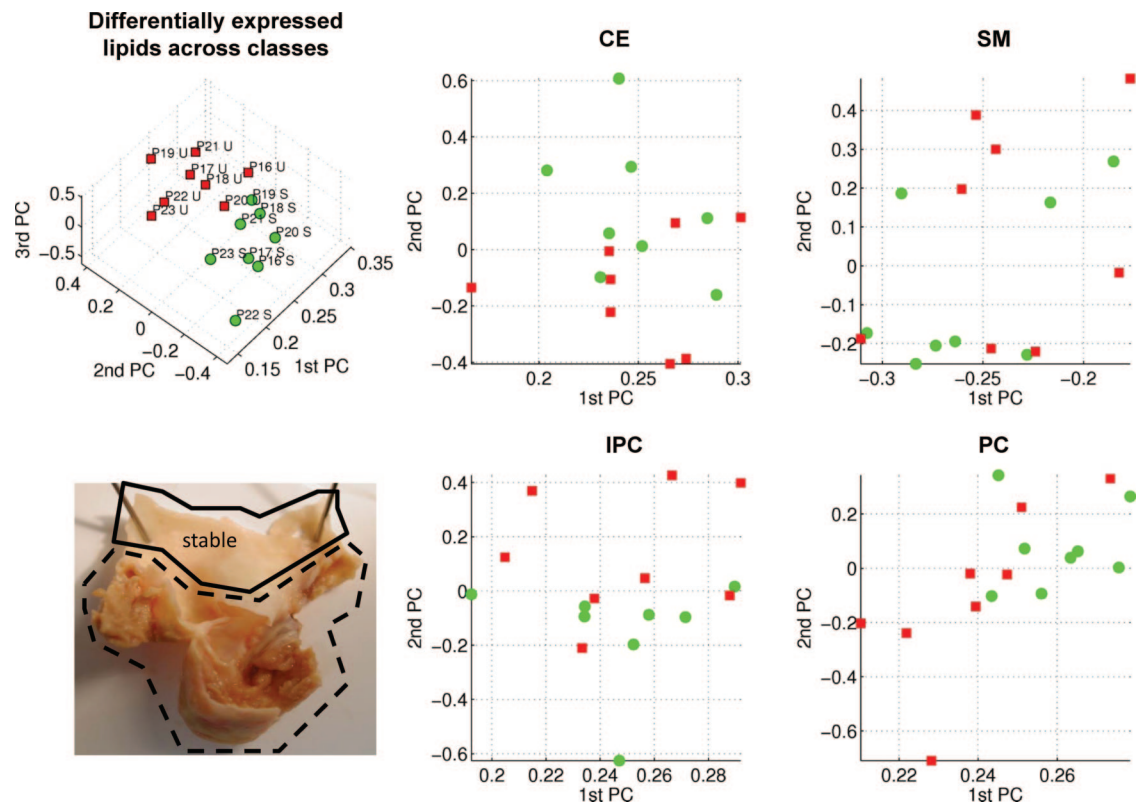 Differentially expressed
lipids across classes
P19 U
P21 U
P17 U
P18 U
P16 U
P22 U
P23 U
P19 S
P18 S
P21 S
P20 S
P23 S
P17 S
P16 S
P22 S
3rd PC
0.5
0
−0.5
0.4
0.2
0
−0.2
−0.4
2nd PC
0.15
0.2
0.25
0.3
0.35
1st PC
CE
2nd PC
0.6
0.4
0.2
0
−0.2
−0.4
0.2
0.25
0.3
1st PC
SM
2nd PC
0.4
0.3
0.2
0.1
0
−0.1
−0.2
−0.3
−0.25
−0.2
1st PC
stable
IPC
2nd PC
0.4
0.2
0
−0.2
−0.4
−0.6
0.2
0.22
0.24
0.26
0.28
1st PC
PC
2nd PC
0.2
0
−0.2
−0.4
−0.6
0.22
0.24
0.26
1st PC